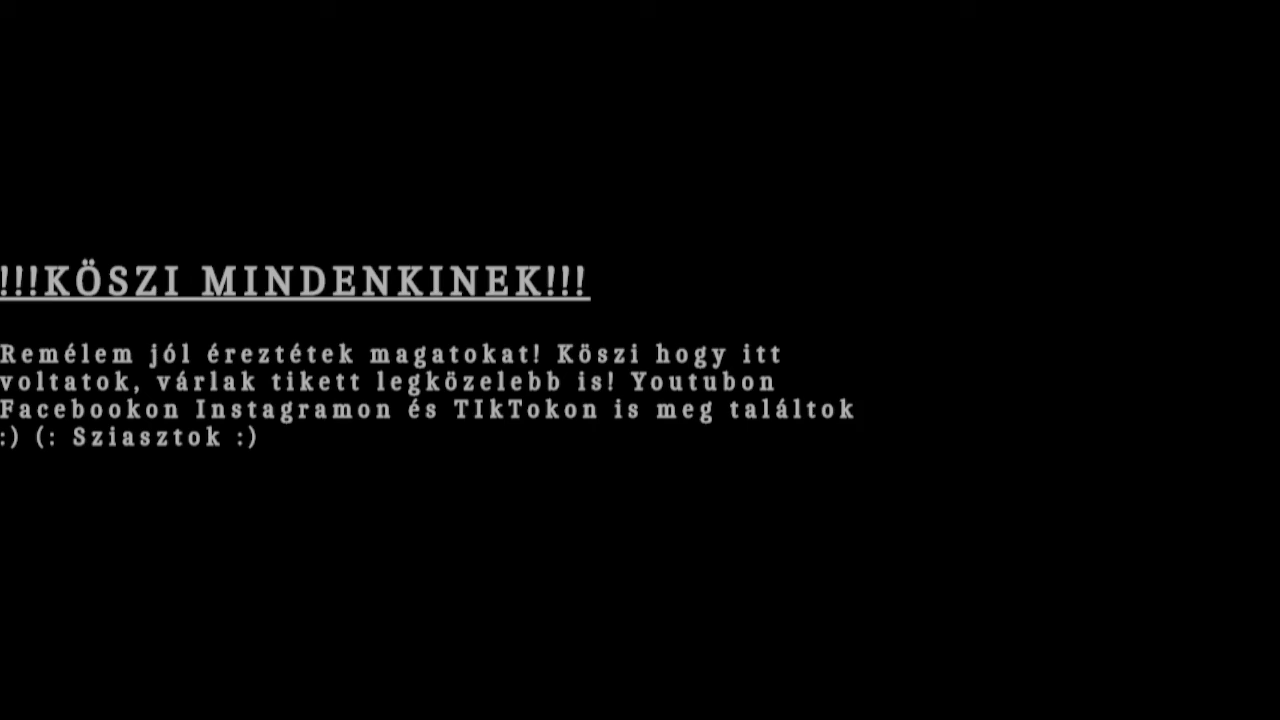 !!!KÖSZI MINDENKINEK!!!
Remélem jól éreztétek magatokat! Köszi hogy itt
voltatok, várlak tikett legközelebb is! Youtubon
Facebookon Instagramon és TIkTokon is meg találtok
:) (: Sziasztok :)